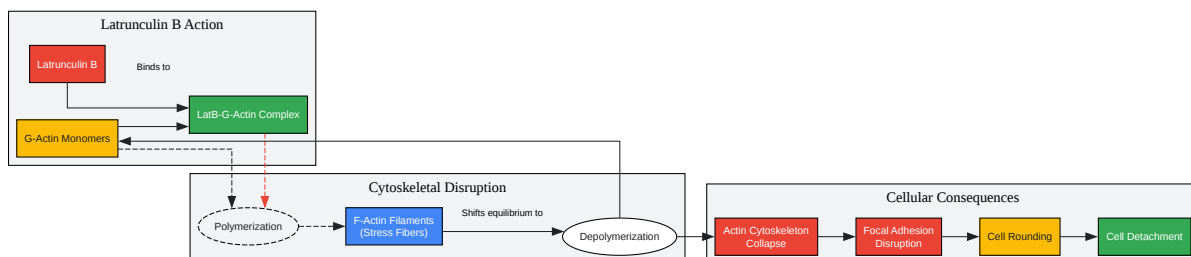 Latrunculin B Action
Latrunculin B
Binds to
LatB-G-Actin Complex
G-Actin Monomers
Cytoskeletal Disruption
Polymerization
F-Actin Filaments
(Stress Fibers)
Shifts equilibrium to
Depolymerization
Cellular Consequences
Actin Cytoskeleton
Collapse
Focal Adhesion
Disruption
Cell Rounding
Cell Detachment